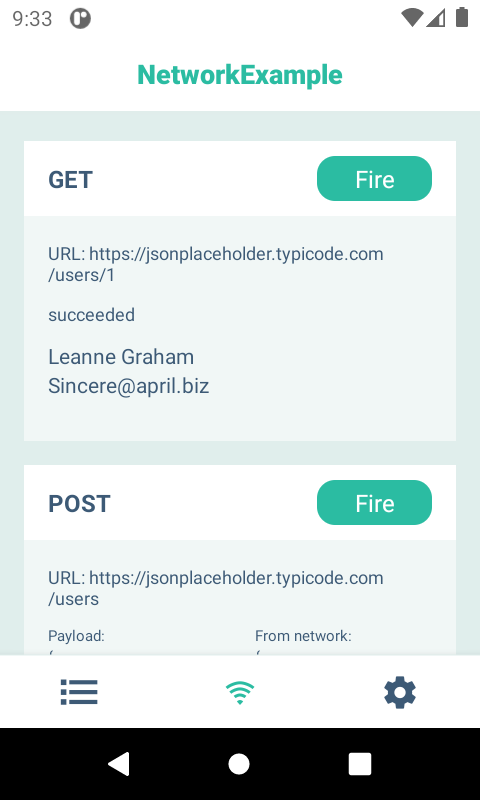 9:33
NetworkExample
GET
Fire
URL: https://jsonplaceholder.typicode.com
/users/1
succeeded
Leanne Graham
Sincere@april.biz
POST
Fire
URL: https://jsonplaceholder.typicode.com
/users
Payload: From network: